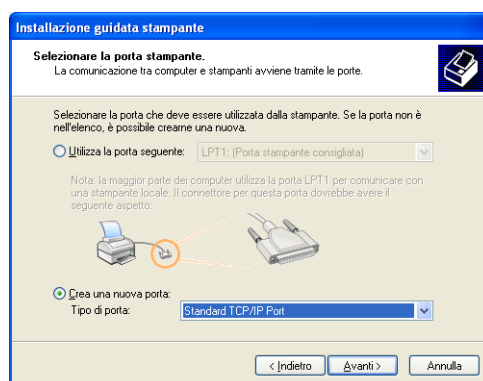 Installazione guidata stampante
Selezionare la porta stampante.
La comunicazione tra computer e stampanti avviene tramite le porte.
Selezionare la porta che deve essere utilizzata dalla stampante. Se la porta non è
nell'elenco, è possibile crearne una nuova.
Utilizza la porta seguente: LPT1: (Porta stampante consigliata)
Nota: la maggior parte dei computer utilizza la porta LPT1 per comunicare con
una stampante locale. Il connettore per questa porta dovrebbe avere il
seguente aspetto:
Crea una nuova porta:
Tipo di porta: Standard TCP/IP Port
< Indietro Avanti > Annulla